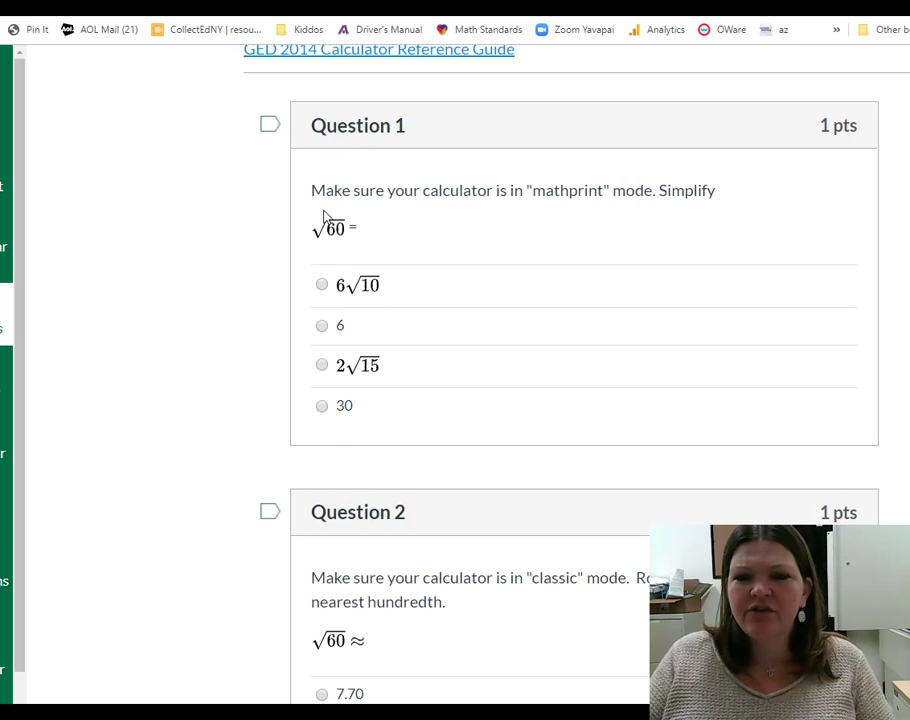 Pin It AOL Mail (21) CollectEdNY | resou... Kiddos Driver's Manual Math Standards Zoom Yavapai Analytics OWare az » Other b
GED 2014 Calculator Reference Guide
Question 1 1 pts
Make sure your calculator is in "mathprint" mode. Simplify
√60 =
6√10
6
2√15
30
Question 2 1 pts
Make sure your calculator is in "classic" mode.
nearest hundredth.
√60 ≈
7.70